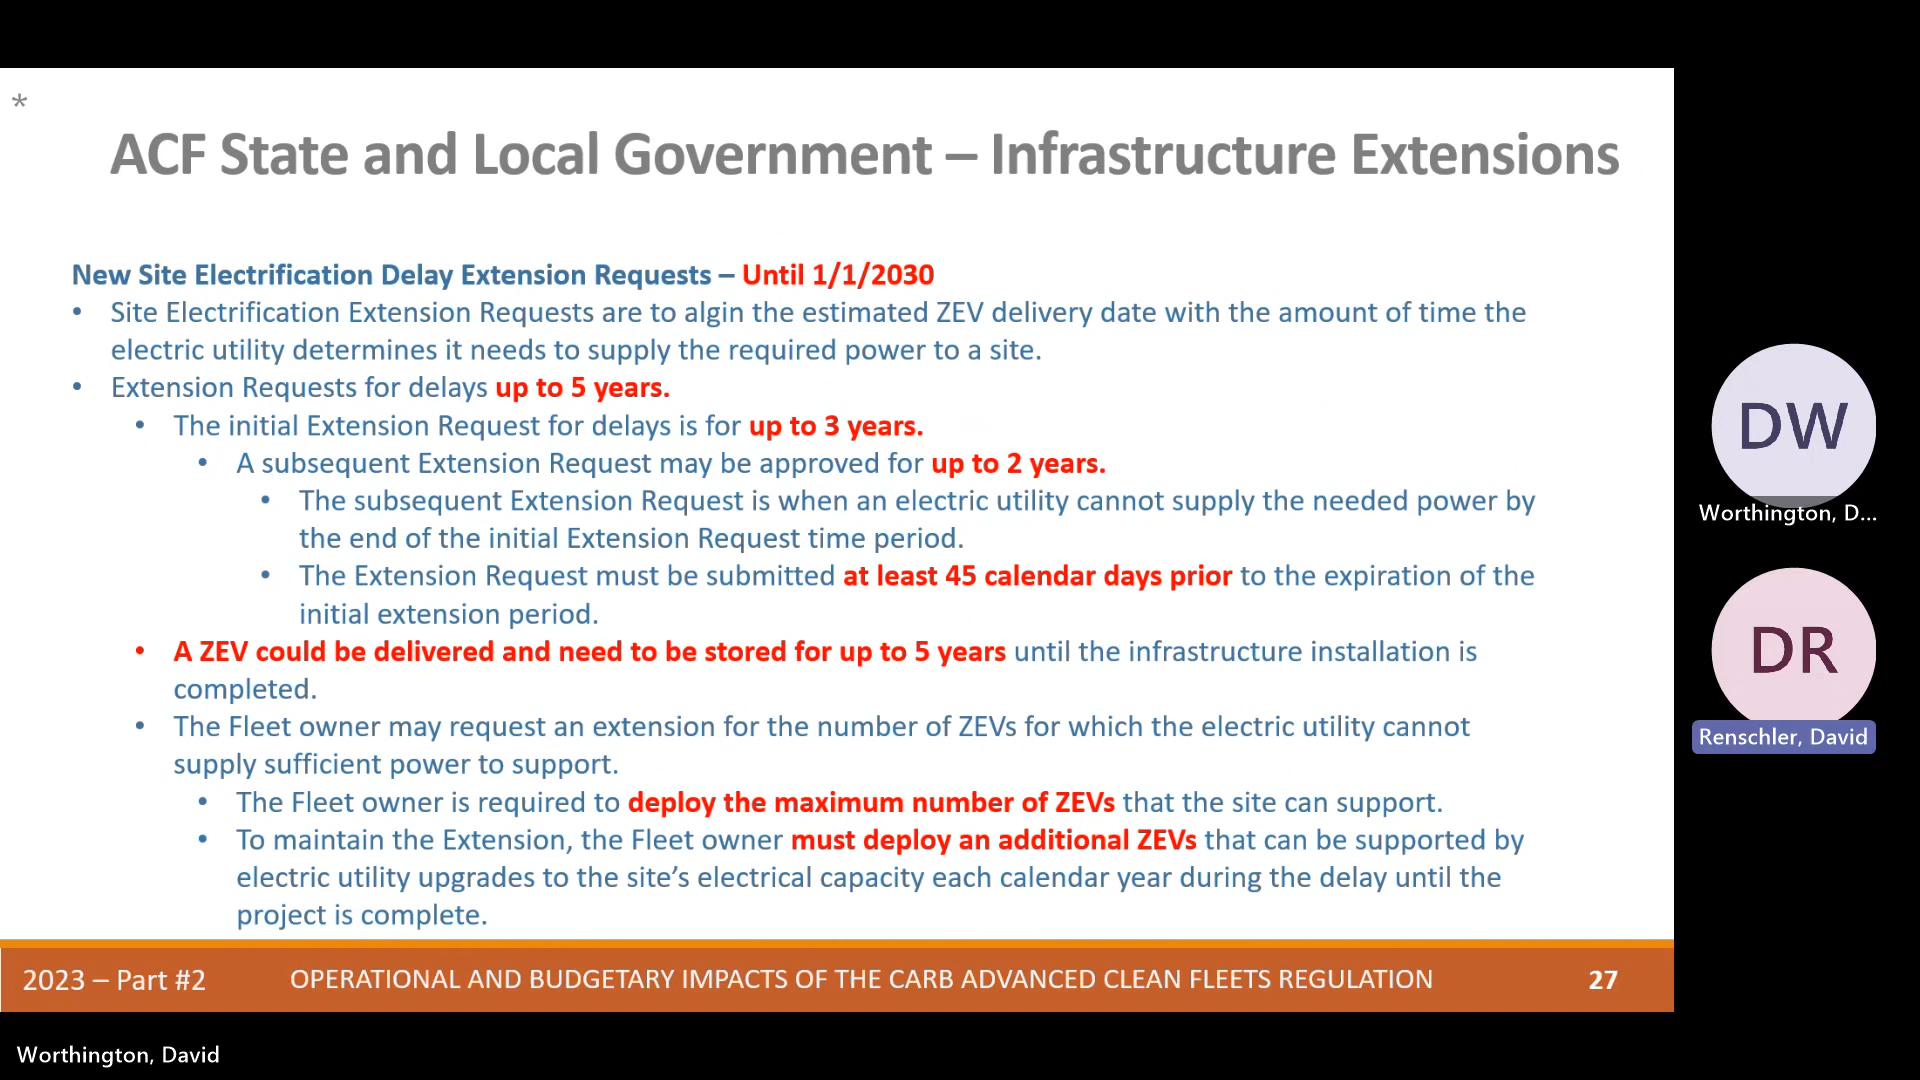 *
ACF State and Local Government – Infrastructure Extensions
New Site Electrification Delay Extension Requests – Until 1/1/2030
• Site Electrification Extension Requests are to algin the estimated ZEV delivery date with the amount of time the
electric utility determines it needs to supply the required power to a site.
• Extension Requests for delays up to 5 years.
• The initial Extension Request for delays is for up to 3 years.
• A subsequent Extension Request may be approved for up to 2 years.
• The subsequent Extension Request is when an electric utility cannot supply the needed power by
the end of the initial Extension Request time period.
• The Extension Request must be submitted at least 45 calendar days prior to the expiration of the
initial extension period.
• A ZEV could be delivered and need to be stored for up to 5 years until the infrastructure installation is
completed.
• The Fleet owner may request an extension for the number of ZEVs for which the electric utility cannot
supply sufficient power to support.
• The Fleet owner is required to deploy the maximum number of ZEVs that the site can support.
• To maintain the Extension, the Fleet owner must deploy an additional ZEVs that can be supported by
electric utility upgrades to the site's electrical capacity each calendar year during the delay until the
project is complete.
2023 – Part #2 OPERATIONAL AND BUDGETARY IMPACTS OF THE CARB ADVANCED CLEAN FLEETS REGULATION 27
DW
Worthington, D...
DR
Renschler, David
Worthington, David